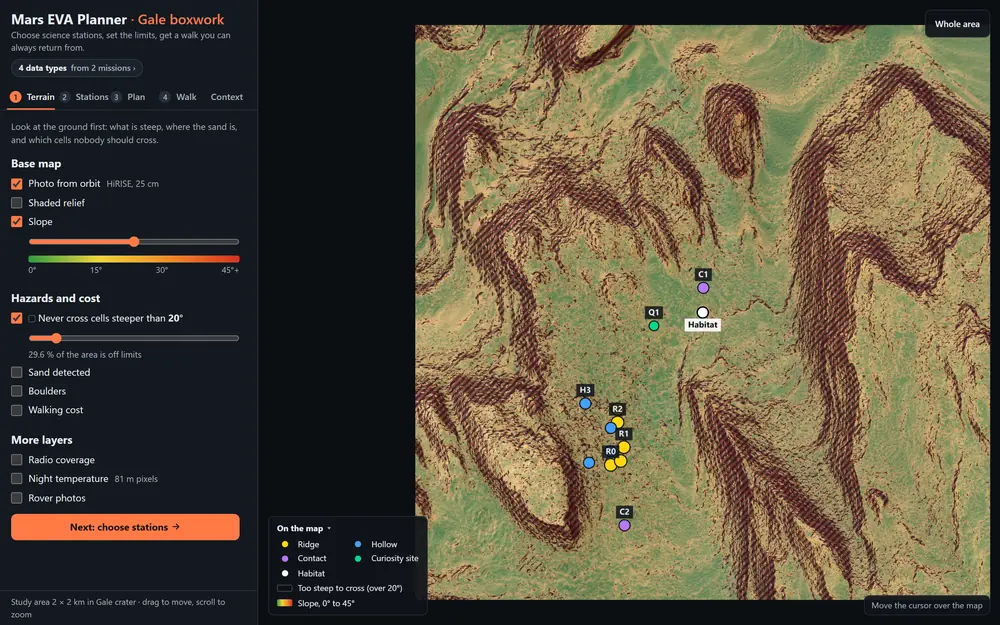 Mars EVA Planner · Gale boxwork
Choose science stations, set the limits, get a walk you can
always return from.
4 data types from 2 missions ›
1 Terrain 2 Stations 3 Plan 4 Walk Context
Look at the ground first: what is steep, where the sand is,
and which cells nobody should cross.
Base map
Photo from orbit HiRISE, 25 cm
Shaded relief
Slope
0° 15° 30° 45°+
Hazards and cost
Never cross cells steeper than 20°
29.6 % of the area is off limits
Sand detected
Boulders
Walking cost
More layers
Radio coverage
Night temperature 81 m pixels
Rover photos
Next: choose stations →
Study area 2 × 2 km in Gale crater · drag to move, scroll to
zoom
Whole area
C1
Q1
Habitat
H3
R2
R1
R0
C2
On the map
Ridge Hollow
Contact Curiosity site
Habitat
Too steep to cross (over 20°)
Slope, 0° to 45°
Move the cursor over the map